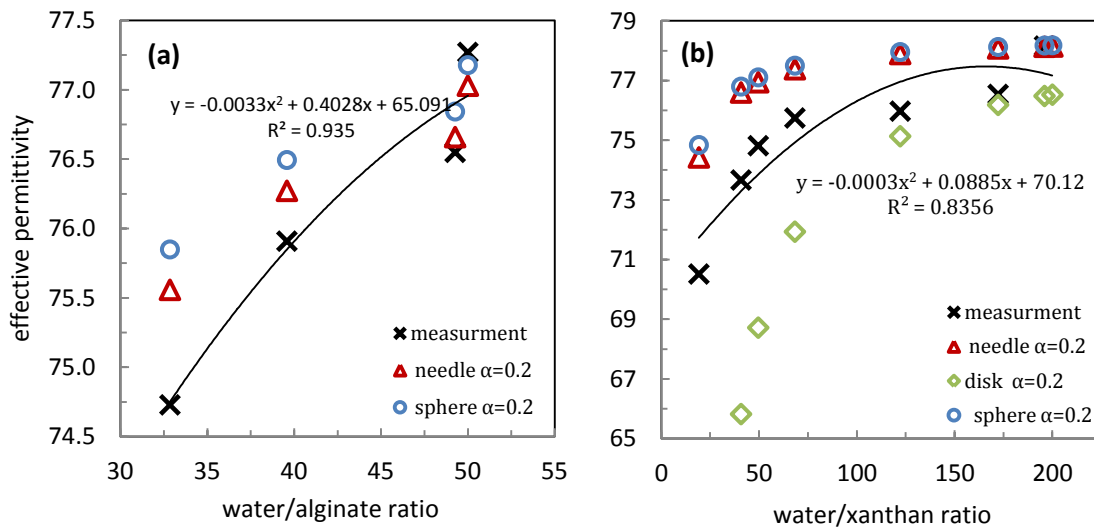 77.5
77.0
76.5
76.0
75.5
75.0
74.5
effective permittivity
(a)
y = -0.0033x² + 0.4028x + 65.091
R² = 0.935
measurment
needle α=0.2
sphere α=0.2
30 35 40 45 50 55
water/alginate ratio
79
77
75
73
71
69
67
65
(b)
y = -0.0003x² + 0.0885x + 70.12
R² = 0.8356
measurment
needle α=0.2
disk α=0.2
sphere α=0.2
0 50 100 150 200
water/xanthan ratio